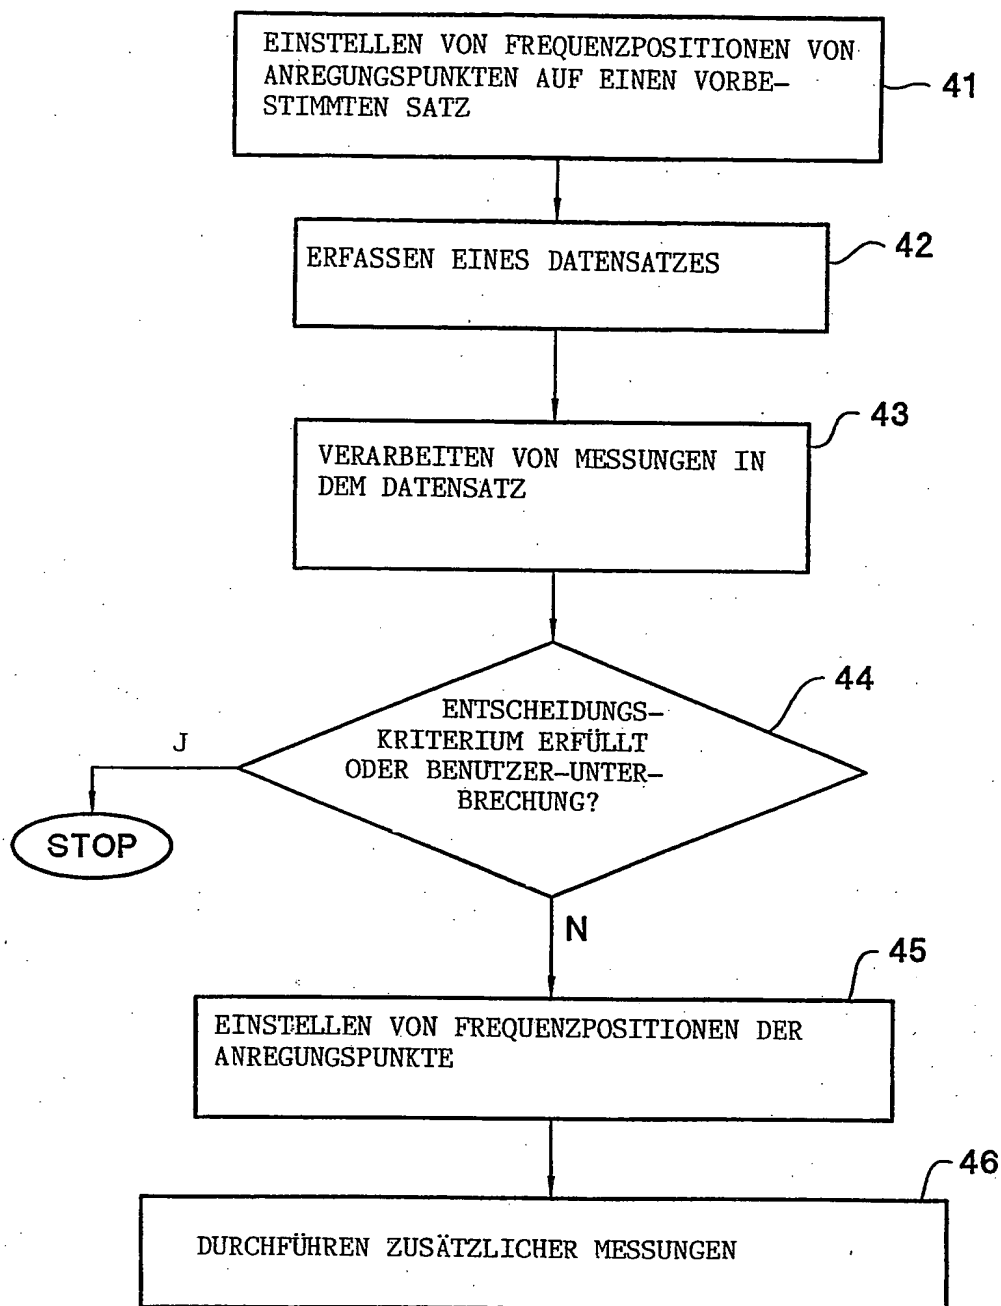 EINSTELLEN VON FREQUENZPOSITIONEN VON
ANREGUNGSPUNKTEN AUF EINEN VORBE-
STIMMTEN SATZ
41
ERFASSEN EINES DATENSATZES
42
VERARBEITEN VON MESSUNGEN IN
DEM DATENSATZ
43
ENTSCHEIDUNGS-
KRITERIUM ERFÜLLT
ODER BENUTZER-UNTER-
BRECHUNG?
44
J
STOP
N
EINSTELLEN VON FREQUENZPOSITIONEN DER
ANREGUNGSPUNKTE
45
DURCHFÜHREN ZUSÄTZLICHER MESSUNGEN
46